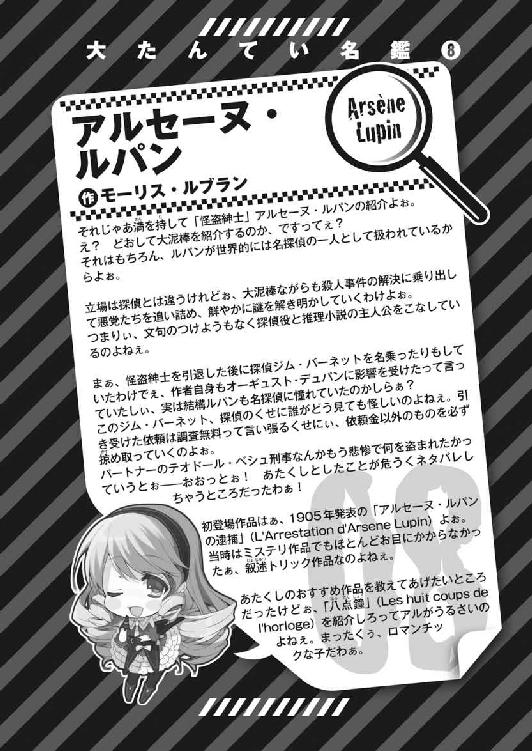 大たんてい名鑑8
Arsène
Lupin
アルセーヌ・
ルパン
作 モーリス・ルブラン
それじゃあ満を持して「怪盗紳士」アルセーヌ・ルパンの紹介よぉ。
え？ どおして大泥棒を紹介するのか、ですってぇ？
それはもちろん、ルパンが世界的には名探偵の一人として扱われているか
らよぉ。
立場は探偵とは違うけれどぉ、大泥棒ながらも殺人事件の解決に乗り出し
て悪党たちを追い詰め、鮮やかに謎を解き明かしていくわけよぉ。
つまりぃ、文句のつけようもなく探偵役と推理小説の主人公をこなしてい
るのよねぇ。
まぁ、怪盗紳士を引退した後に探偵ジム・バーネットを名乗ったりもして
いたわけでぇ、作者自身もオーギュスト・デュパンに影響を受けたって言っ
ていたしぃ、実は結構ルパンも名探偵に憧れていたのかしらぁ？
このジム・バーネット、探偵のくせに誰がどう見ても怪しいのよねぇ。引
き受けた依頼は調査無料って言い張るくせにぃ、依頼金以外のものを必ず
掠め取っていくのよぉ。
パートナーのテオドール・ベシュ刑事なんかもう悲惨で何を盗まれたかっ
ていうとぉ――おおっとぉ！ あたくしとしたことが危うくネタバレし
ちゃうところだったわぁ！
初登場作品はぁ、1905年発表の「アルセーヌ・ルパン
の逮捕」(L'Arrestation d'Arsene Lupin) よぉ。
当時はミステリ作品でもほとんどお目にかからなかっ
たぁ、叙述トリック作品なのよねぇ。
あたくしのおすすめ作品を教えてあげたいところ
だったけどぉ、「八点鐘」(Les huit coups de
l'horloge) を紹介しろってアルがうるさいの
よねぇ。まったくぅ、ロマンチッ
クな子だわぁ。
08